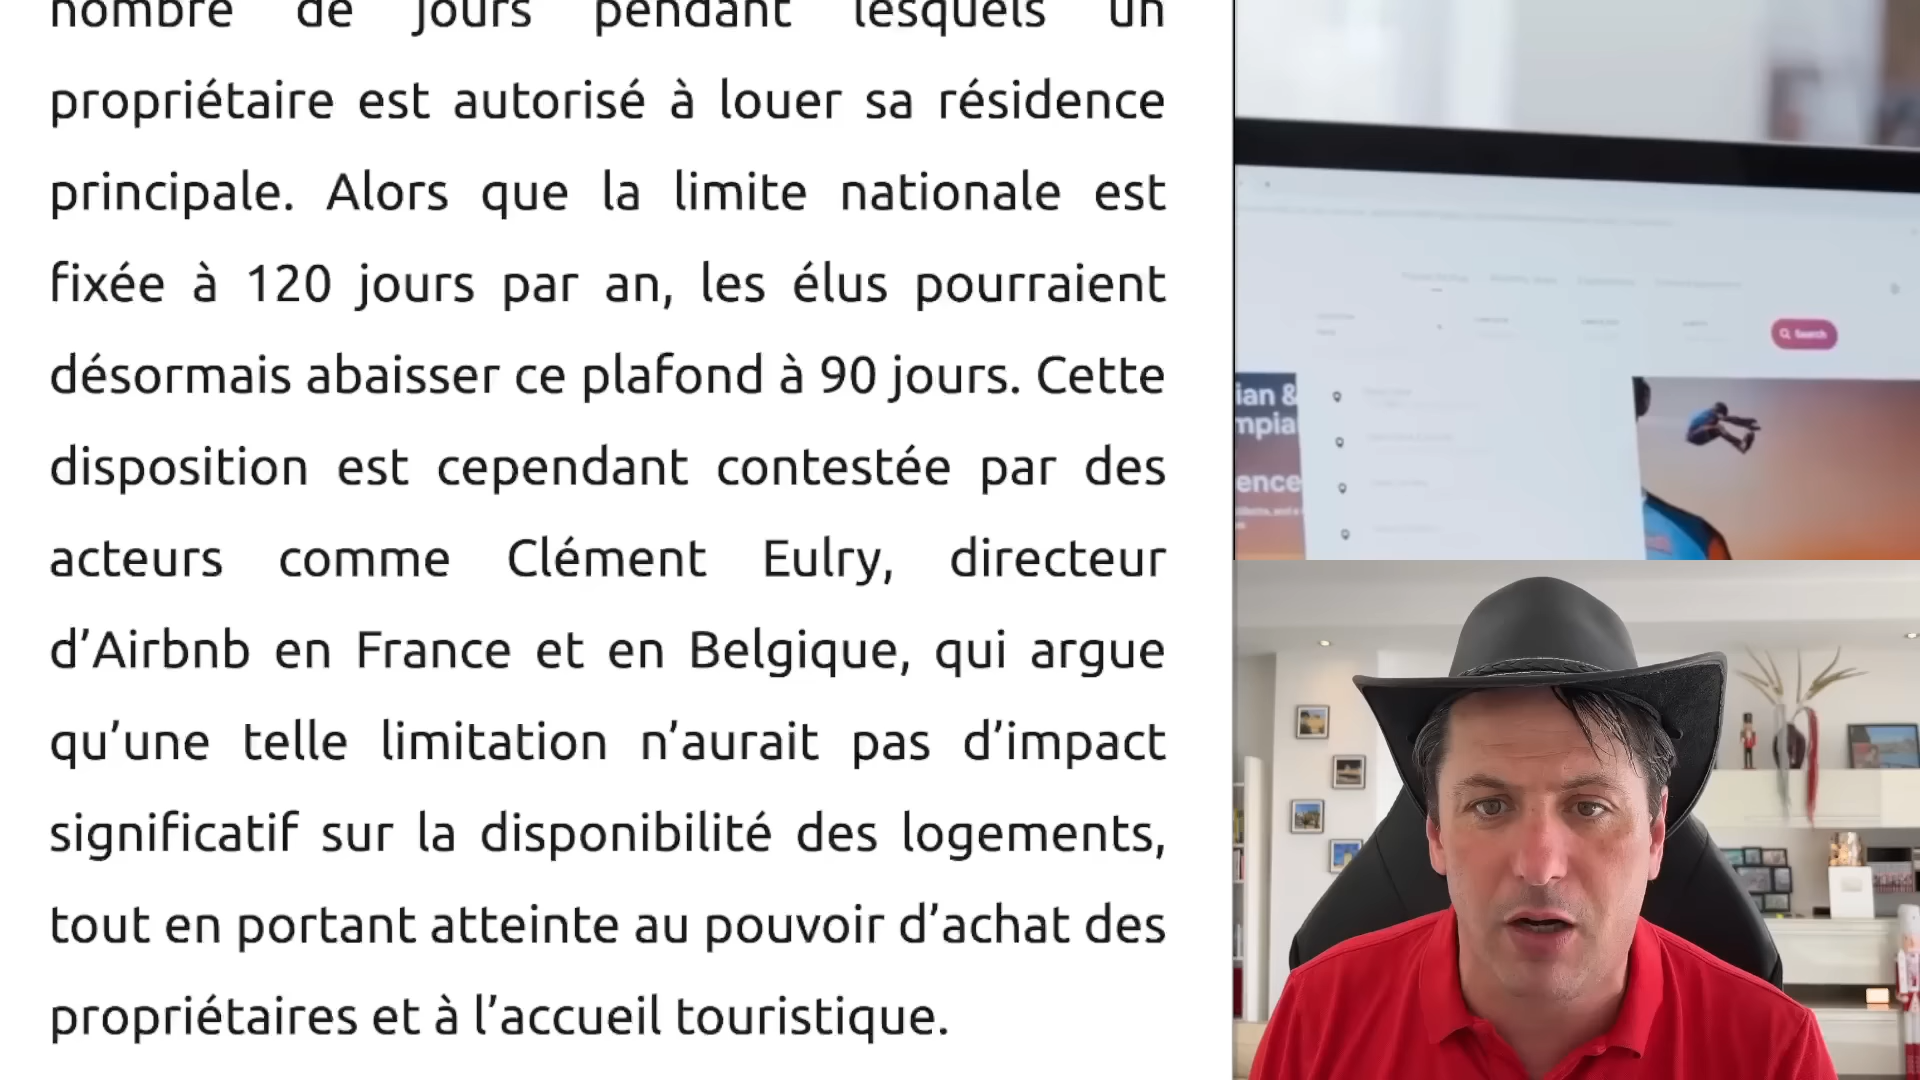 nombre de jours pendant lesquels un
propriétaire est autorisé à louer sa résidence
principale. Alors que la limite nationale est
fixée à 120 jours par an, les élus pourraient
désormais abaisser ce plafond à 90 jours. Cette
disposition est cependant contestée par des
acteurs comme Clément Eulry, directeur
d’Airbnb en France et en Belgique, qui argue
qu’une telle limitation n’aurait pas d’impact
significatif sur la disponibilité des logements,
tout en portant atteinte au pouvoir d’achat des
propriétaires et à l’accueil touristique.
Search
ian &
mpia
ence